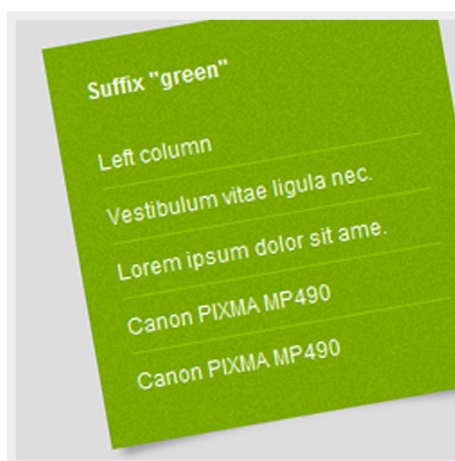 Suffix "green"
Left column
Vestibulum vitae ligula nec.
Lorem ipsum dolor sit ame.
Canon PIXMA MP490
Canon PIXMA MP490